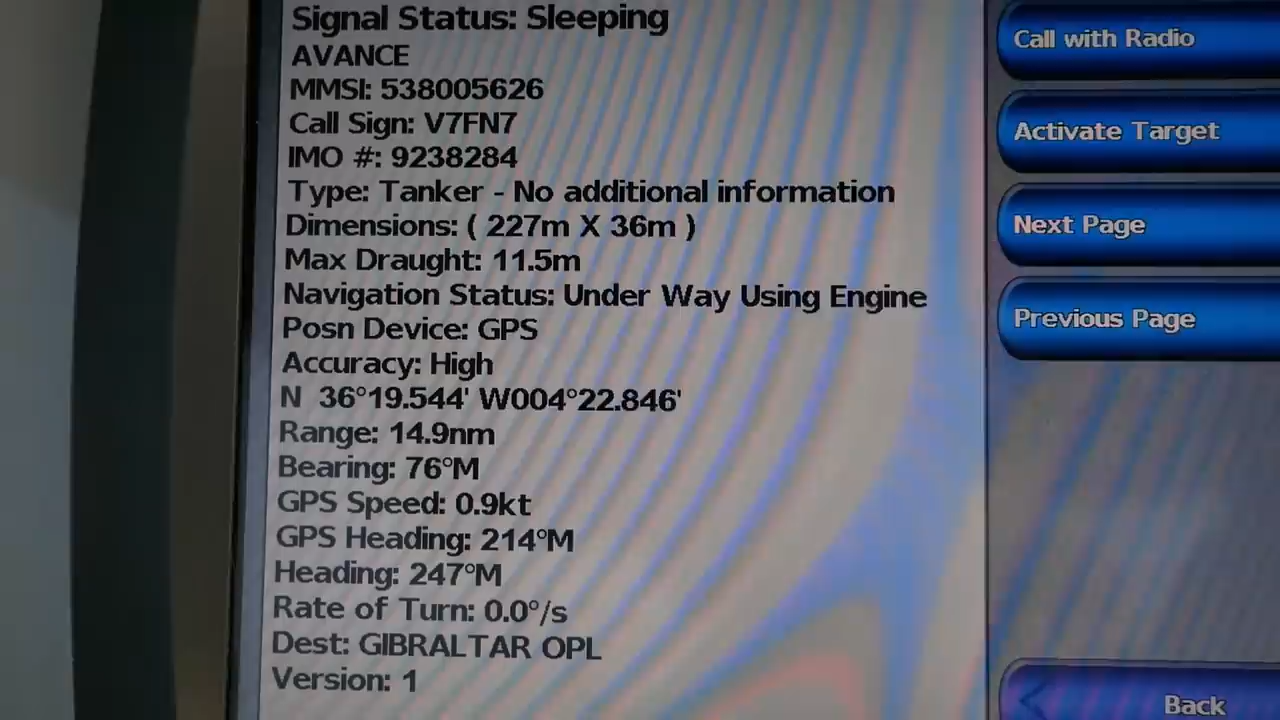 Signal Status: Sleeping
AVANCE
MMSI: 538005626
Call Sign: V7FN7
IMO #: 9238284
Type: Tanker - No additional information
Dimensions: ( 227m X 36m )
Max Draught: 11.5m
Navigation Status: Under Way Using Engine
Posn Device: GPS
Accuracy: High
N 36°19.544' W004°22.846'
Range: 14.9nm
Bearing: 76°M
GPS Speed: 0.9kt
GPS Heading: 214°M
Heading: 247°M
Rate of Turn: 0.0°/s
Dest: GIBRALTAR OPL
Version: 1
Call with Radio
Activate Target
Next Page
Previous Page
Back